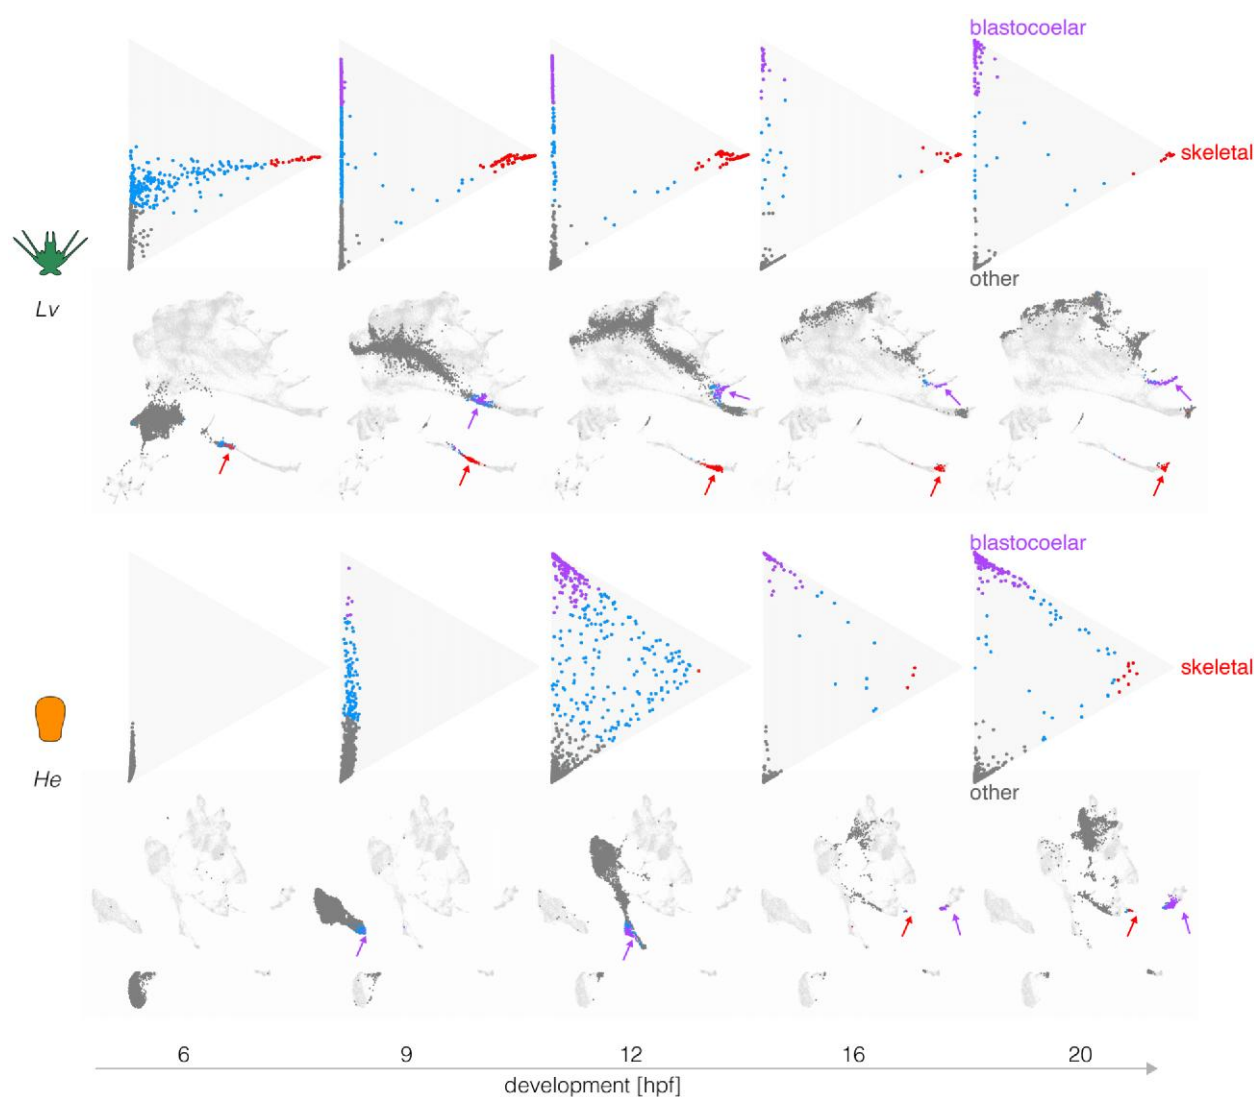 blastocoelar
skeletal
other
Lv
blastocoelar
skeletal
other
He
6 9 12 16 20
development [hpf]